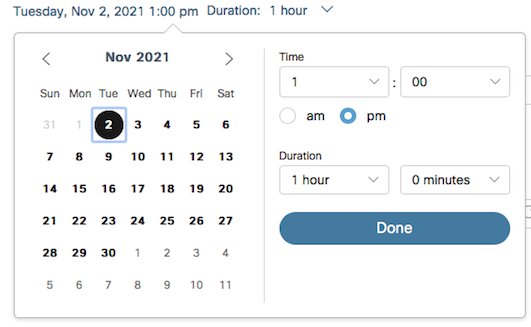 Tuesday, Nov 2, 2021 1:00 pm Duration: 1 hour
Nov 2021
Sun Mon Tue Wed Thu Fri Sat
31 1 2 3 4 5 6
7 8 9 10 11 12 13
14 15 16 17 18 19 20
21 22 23 24 25 26 27
28 29 30 1 2 3 4
5 6 7 8 9 10 11
Time
1 : 00
am pm
Duration
1 hour 0 minutes
Done